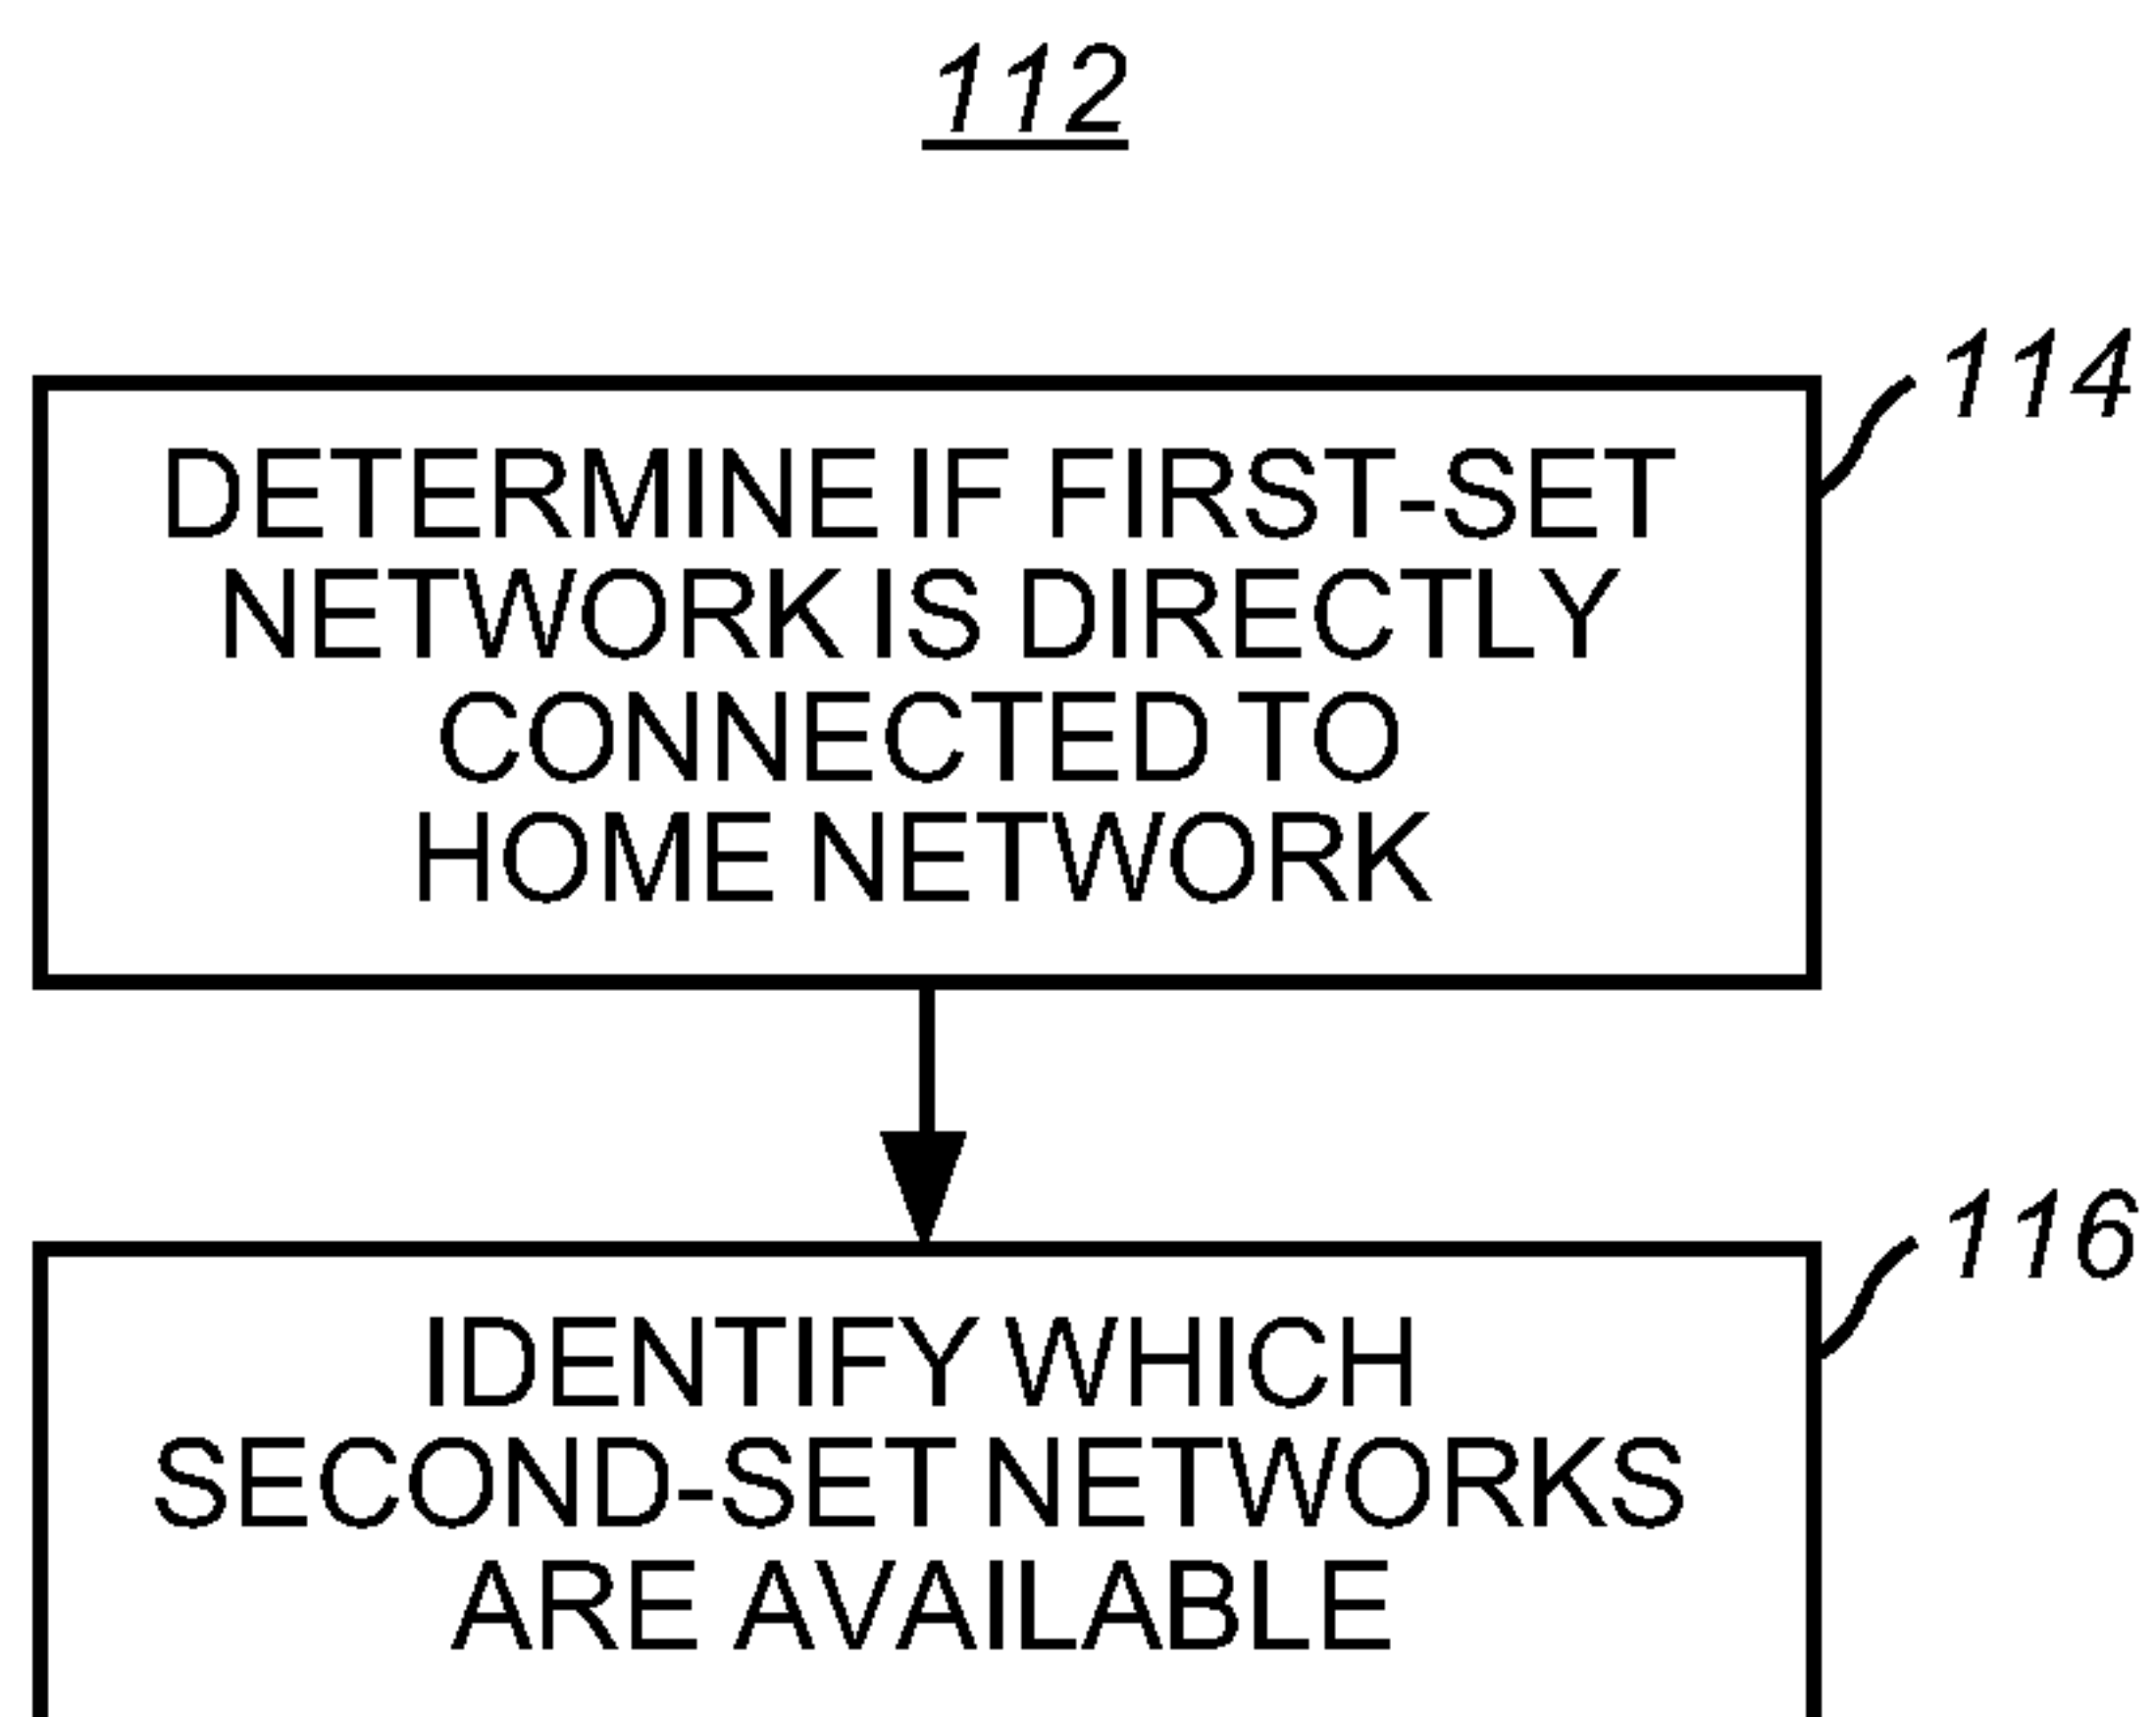 112
114
DETERMINE IF FIRST-SET
NETWORK IS DIRECTLY
CONNECTED TO
HOME NETWORK
116
IDENTIFY WHICH
SECOND-SET NETWORKS
ARE AVAILABLE